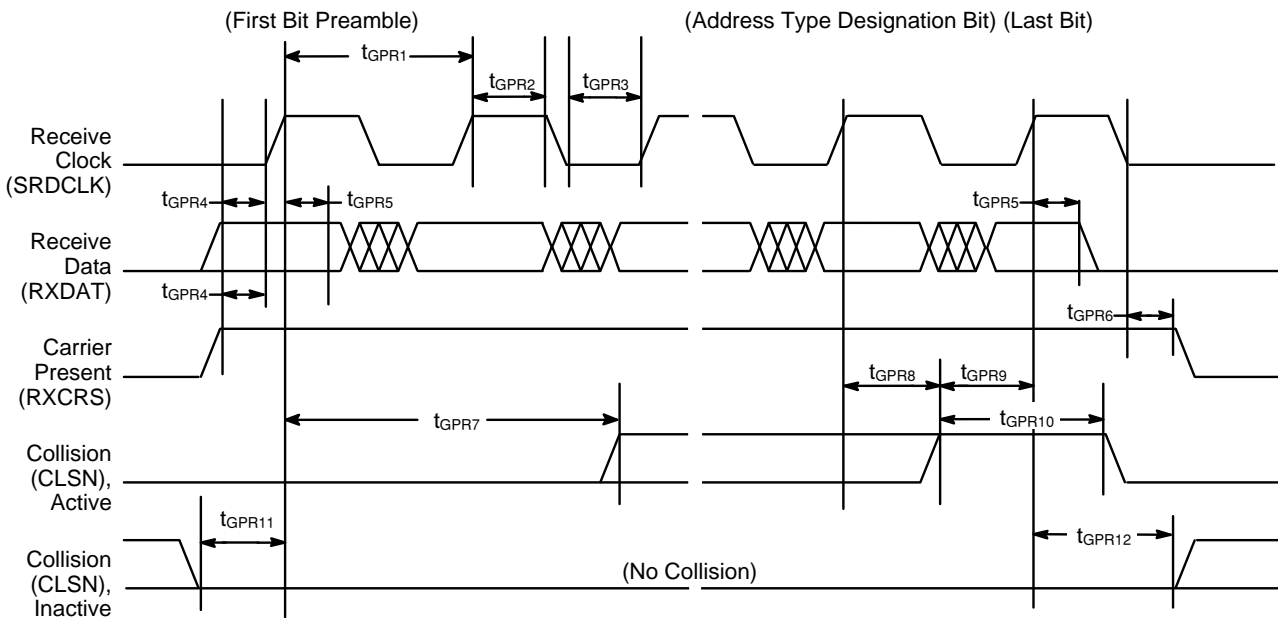 (First Bit Preamble) (Address Type Designation Bit) (Last Bit)
tGPR1
tGPR2 tGPR3
Receive
Clock
(SRDCLK)
tGPR4 tGPR5 tGPR5
Receive
Data
(RXDAT)
tGPR4 tGPR6
Carrier
Present
(RXCRS)
tGPR8 tGPR9
tGPR7 tGPR10
Collision
(CLSN),
Active
tGPR11 tGPR12
Collision
(CLSN),
Inactive
(No Collision)